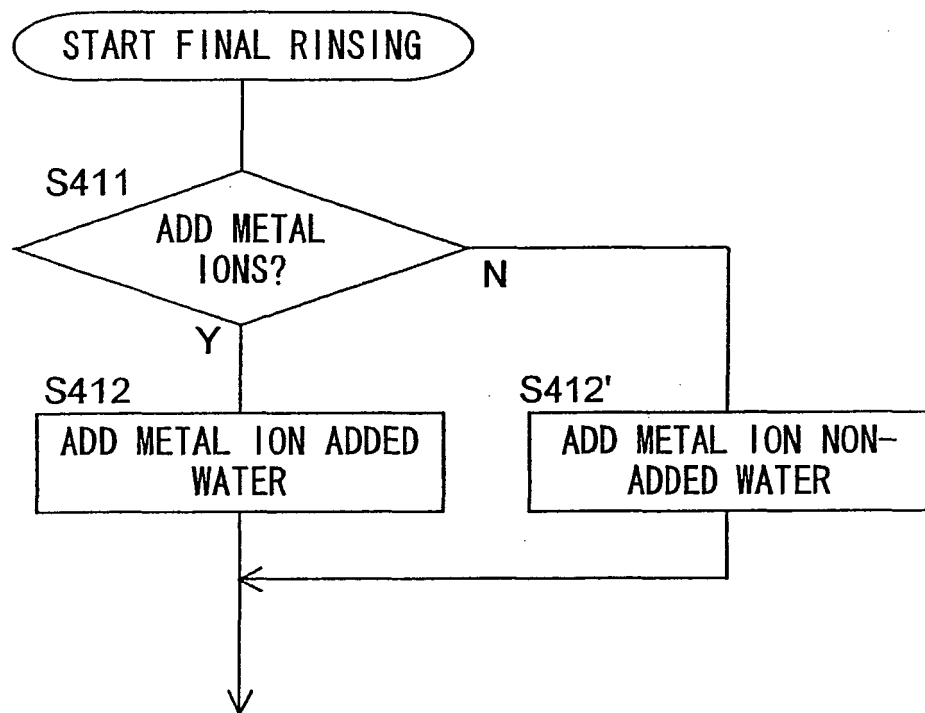 START FINAL RINSING
S411
ADD METAL
IONS?
N
Y
S412
ADD METAL ION ADDED
WATER
S412'
ADD METAL ION NON-
ADDED WATER